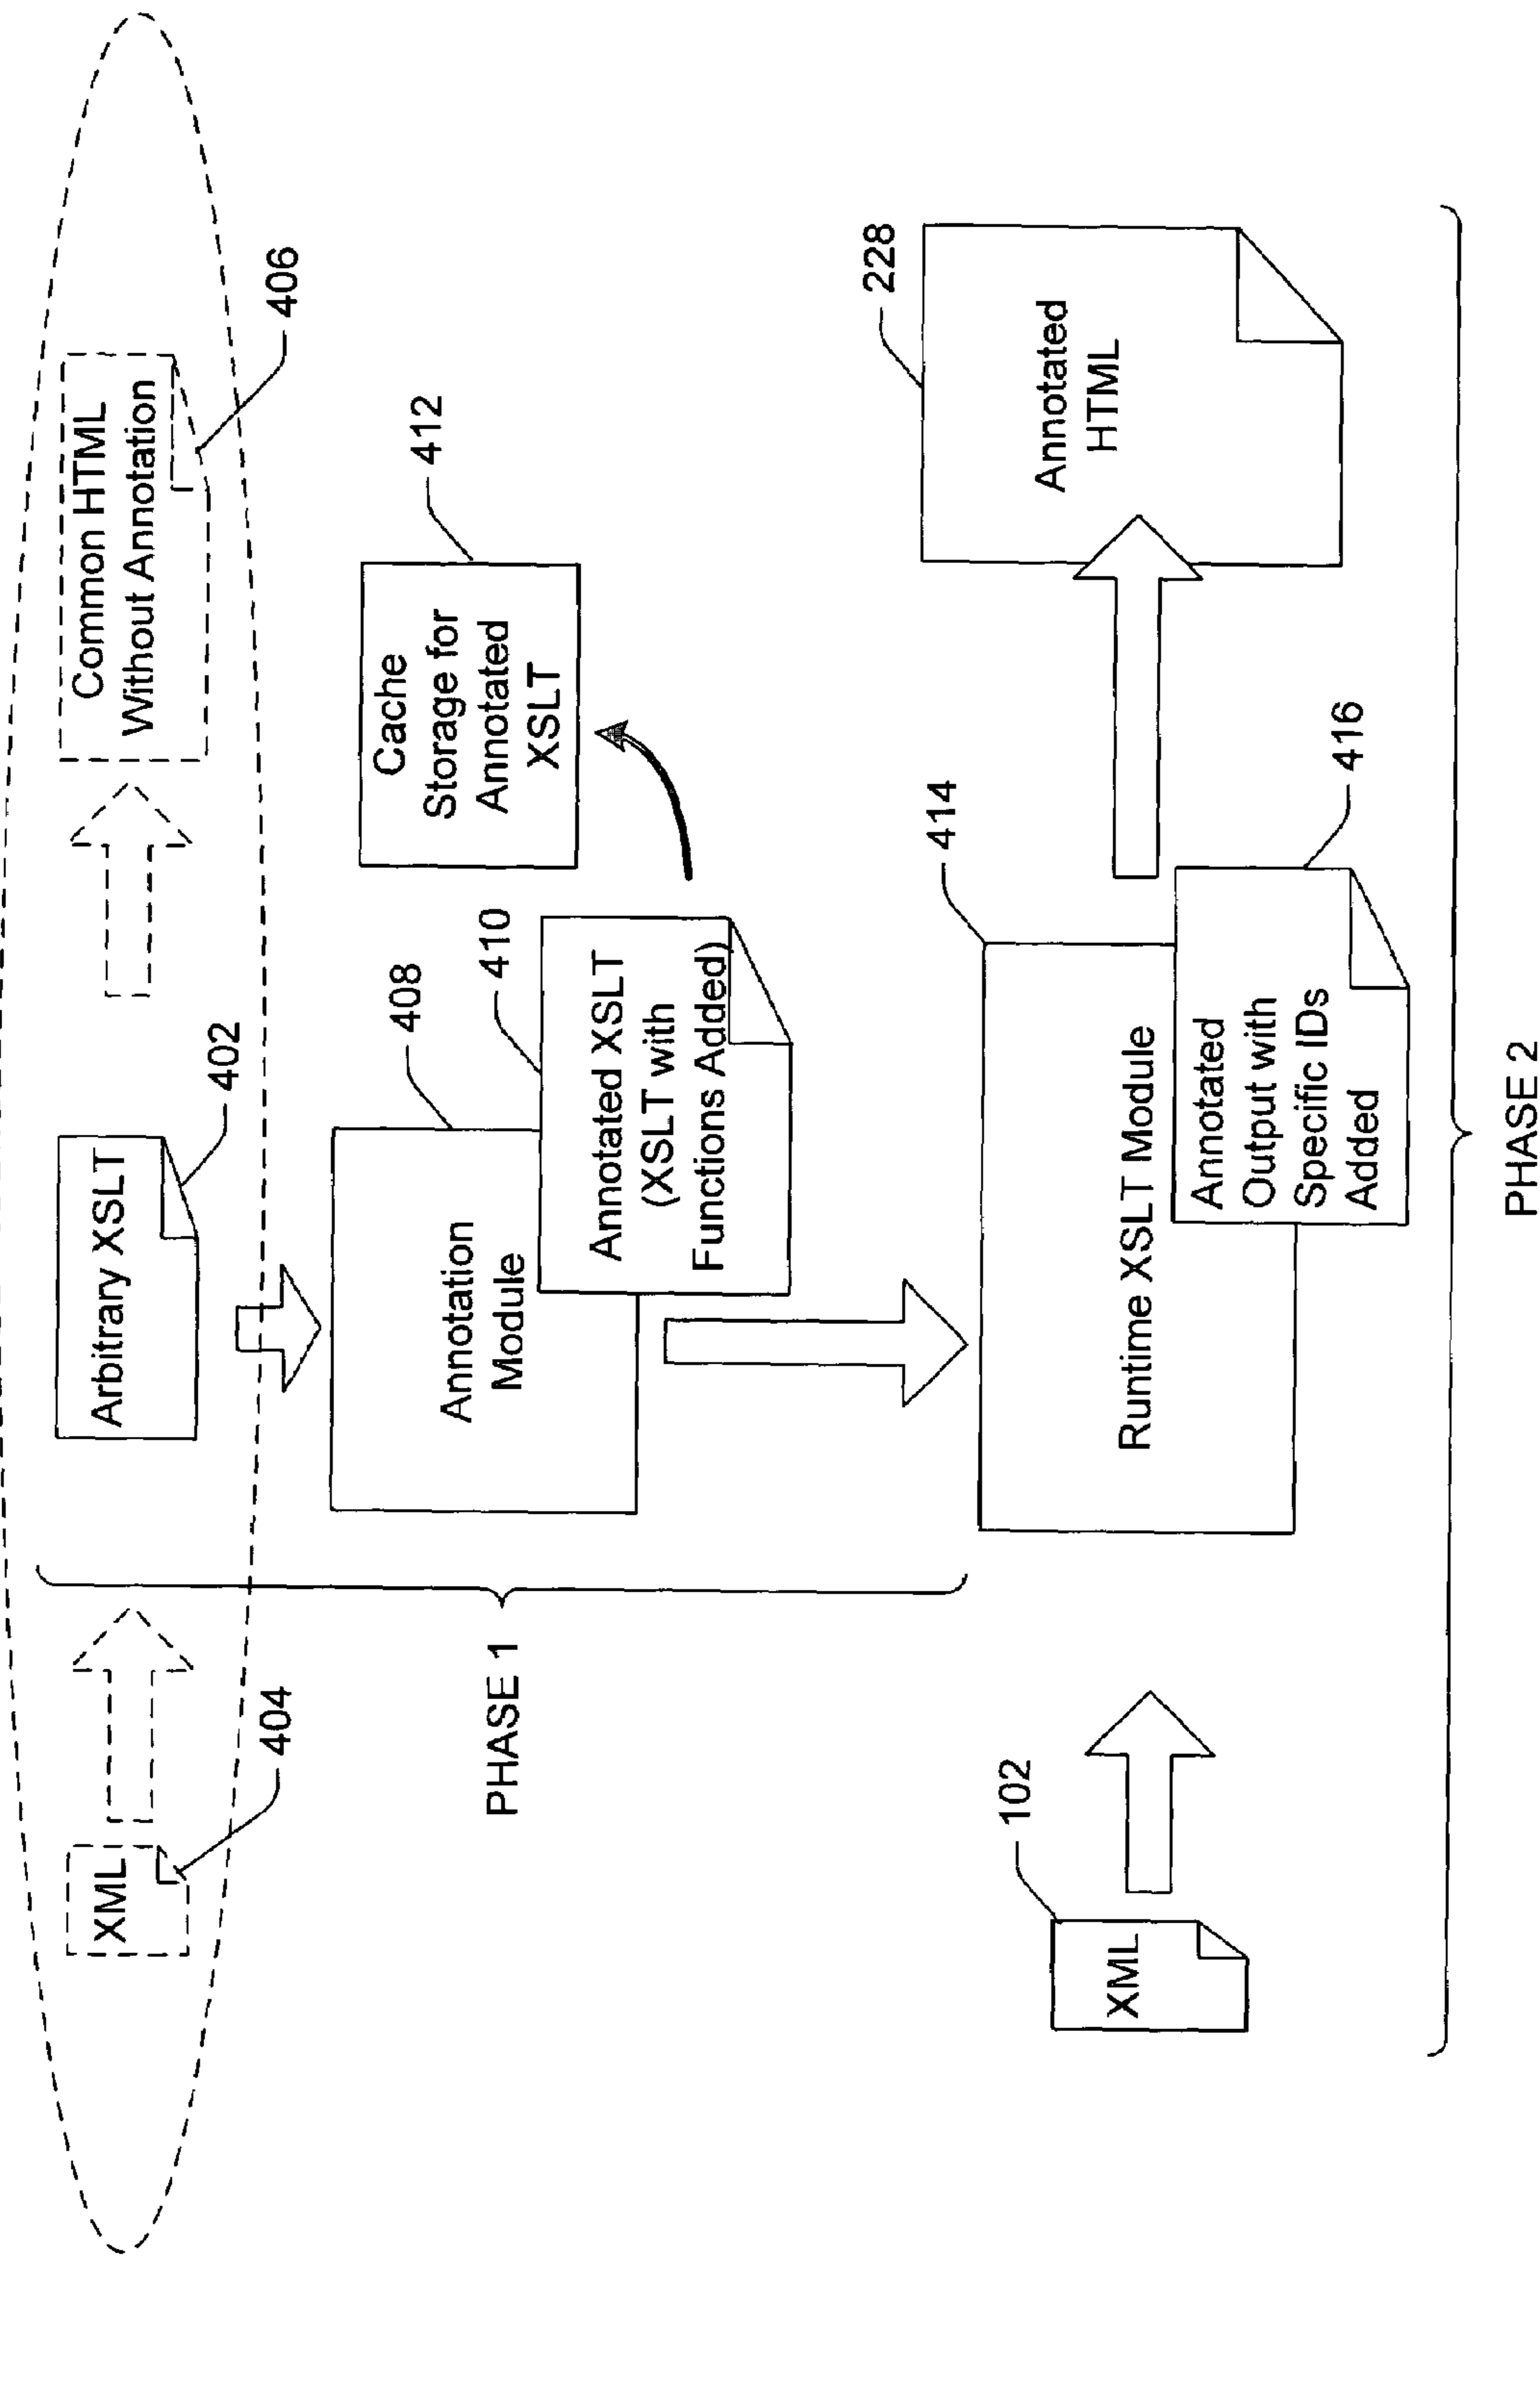 XML
404
Arbitrary XSLT
402
Common HTML
Without Annotation
406
PHASE 1
Annotation
Module
408
Annotated XSLT
(XSLT with
Functions Added)
410
Cache
Storage for
Annotated
XSLT
412
XML
102
Runtime XSLT Module
414
Annotated
Output with
Specific IDs
Added
416
Annotated
HTML
228
PHASE 2